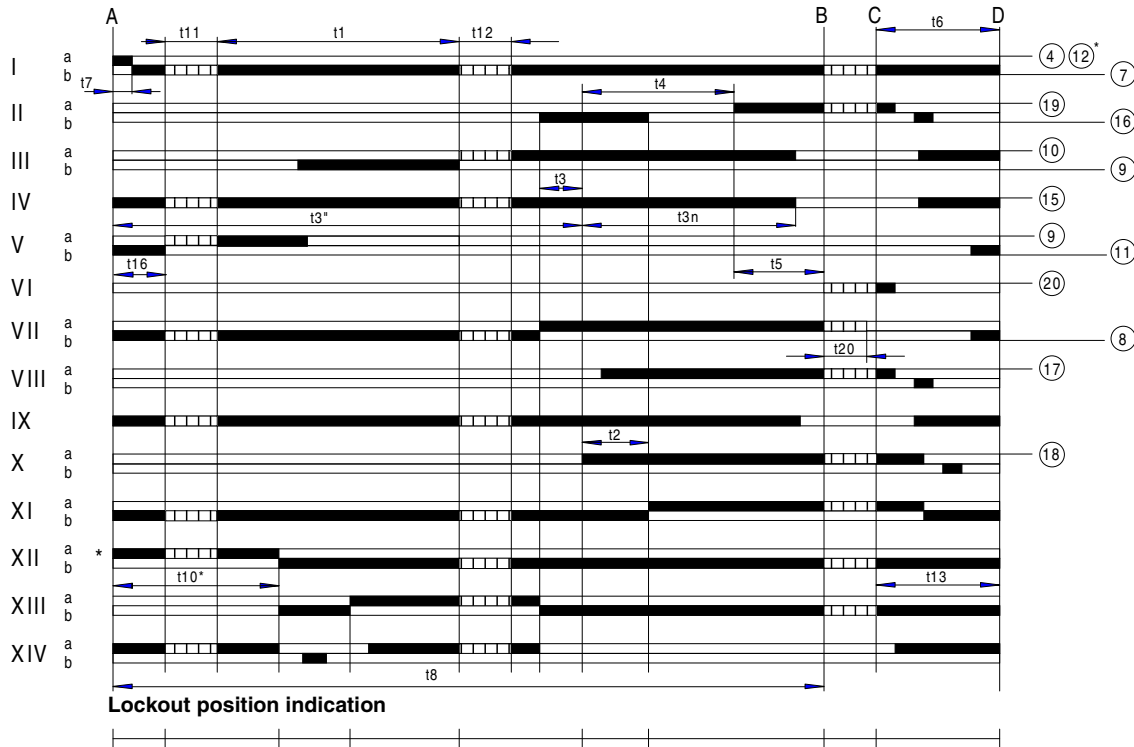 A B C D
t11 t1 t12 t6
I a b 4 12* 7
t7 t4
II a b 19 16
III a b 10 9
t3
IV 15
t3" t3n
V a b 9 11
t16 t5
VI 20
VII a b 8
t20
VIII a b 17
IX
t2
X a b 18
XI a b
XII a b *
t10* t13
XIII a b
XIV a b
t8
Lockout position indication